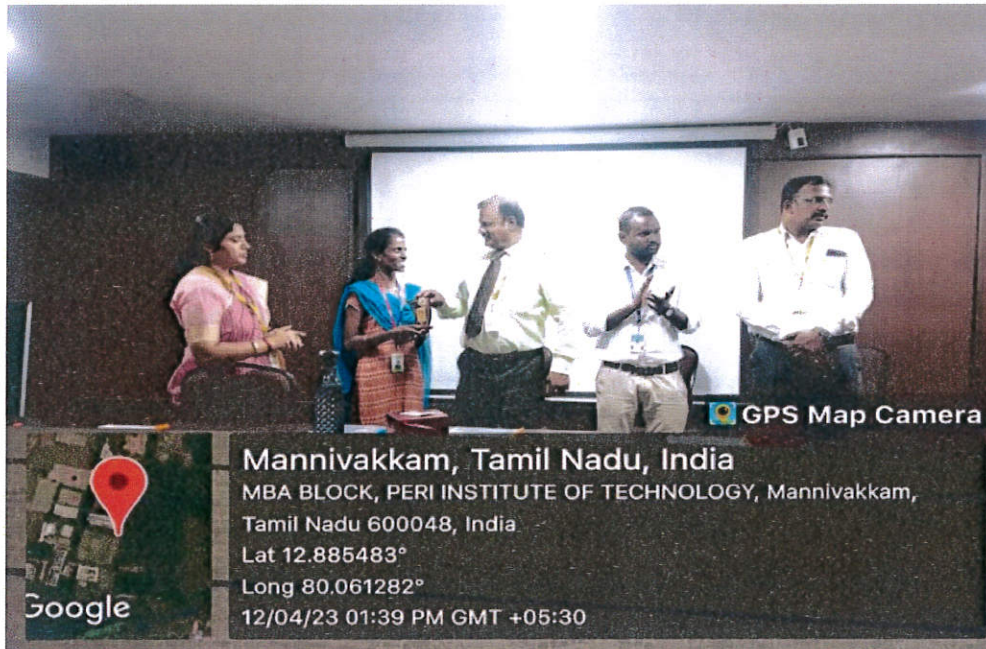 GPS Map Camera
Mannivakkam, Tamil Nadu, India
MBA BLOCK, PERI INSTITUTE OF TECHNOLOGY, Mannivakkam,
Tamil Nadu 600048, India
Lat 12.885483°
Long 80.061282°
12/04/23 01:39 PM GMT +05:30
Google